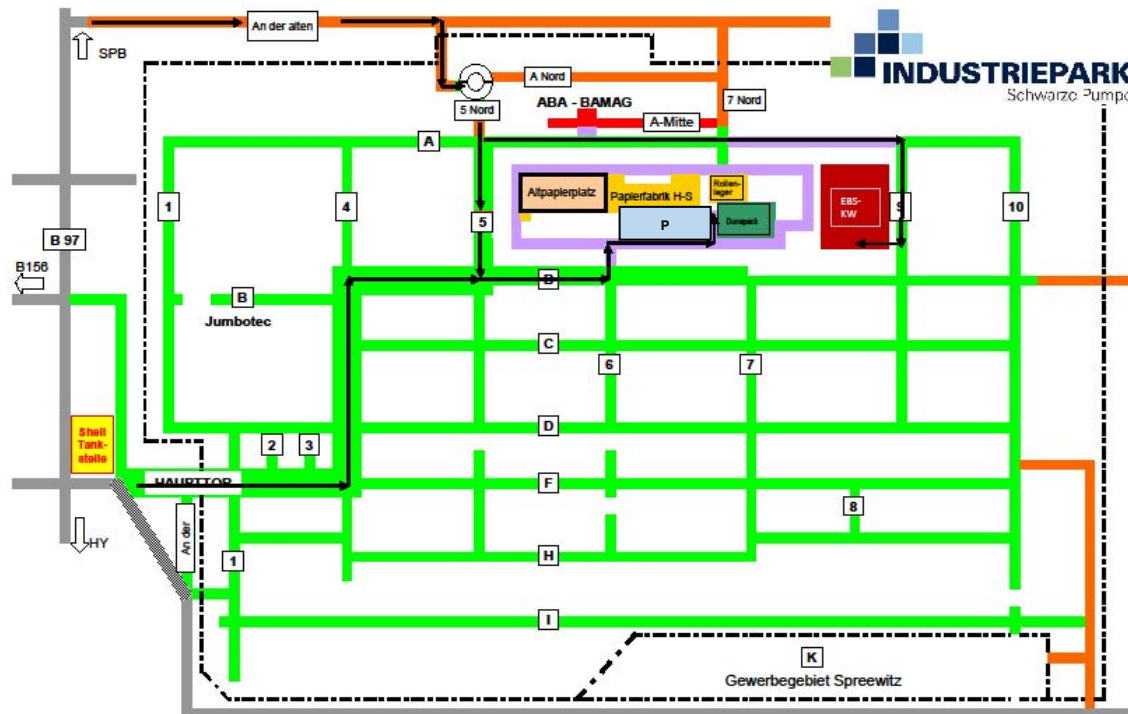 An der alten
SPB
INDUSTRIEPARK
Schwarze Pumpe
A Nord
5 Nord
7 Nord
ABA - BAMAG
A-Mitte
A
Altpapierplatz
Papierfabrik H-S
Rollen-
lager
Dunapack
EBS-
KW
P
1
4
5
9
10
B 97
B156
B
B
Jumbotec
C
6
7
Shell
Tank-
stelle
D
2
3
HAUPTTOR
F
8
An der
HY
1
H
I
K
Gewerbegebiet Spreewitz